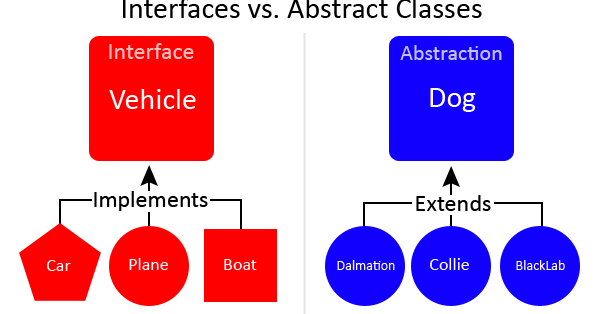 Interfaces vs. Abstract Classes
Interface
Vehicle
Implements
Car
Plane
Boat
Abstraction
Dog
Extends
Dalmation
Collie
BlackLab